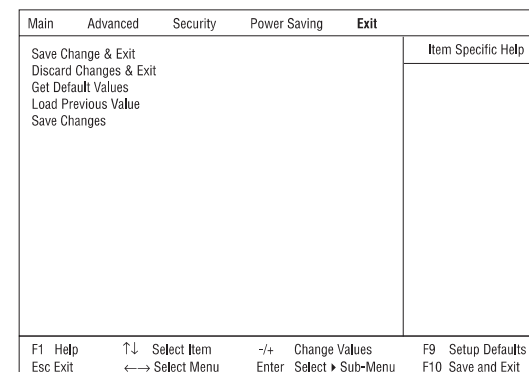 Main Advanced Security Power Saving Exit
Save Change & Exit
Discard Changes & Exit
Get Default Values
Load Previous Value
Save Changes
Item Specific Help
F1 Help ↑↓ Select Item -/+ Change Values F9 Setup Defaults
Esc Exit ←→ Select Menu Enter Select ▸ Sub-Menu F10 Save and Exit